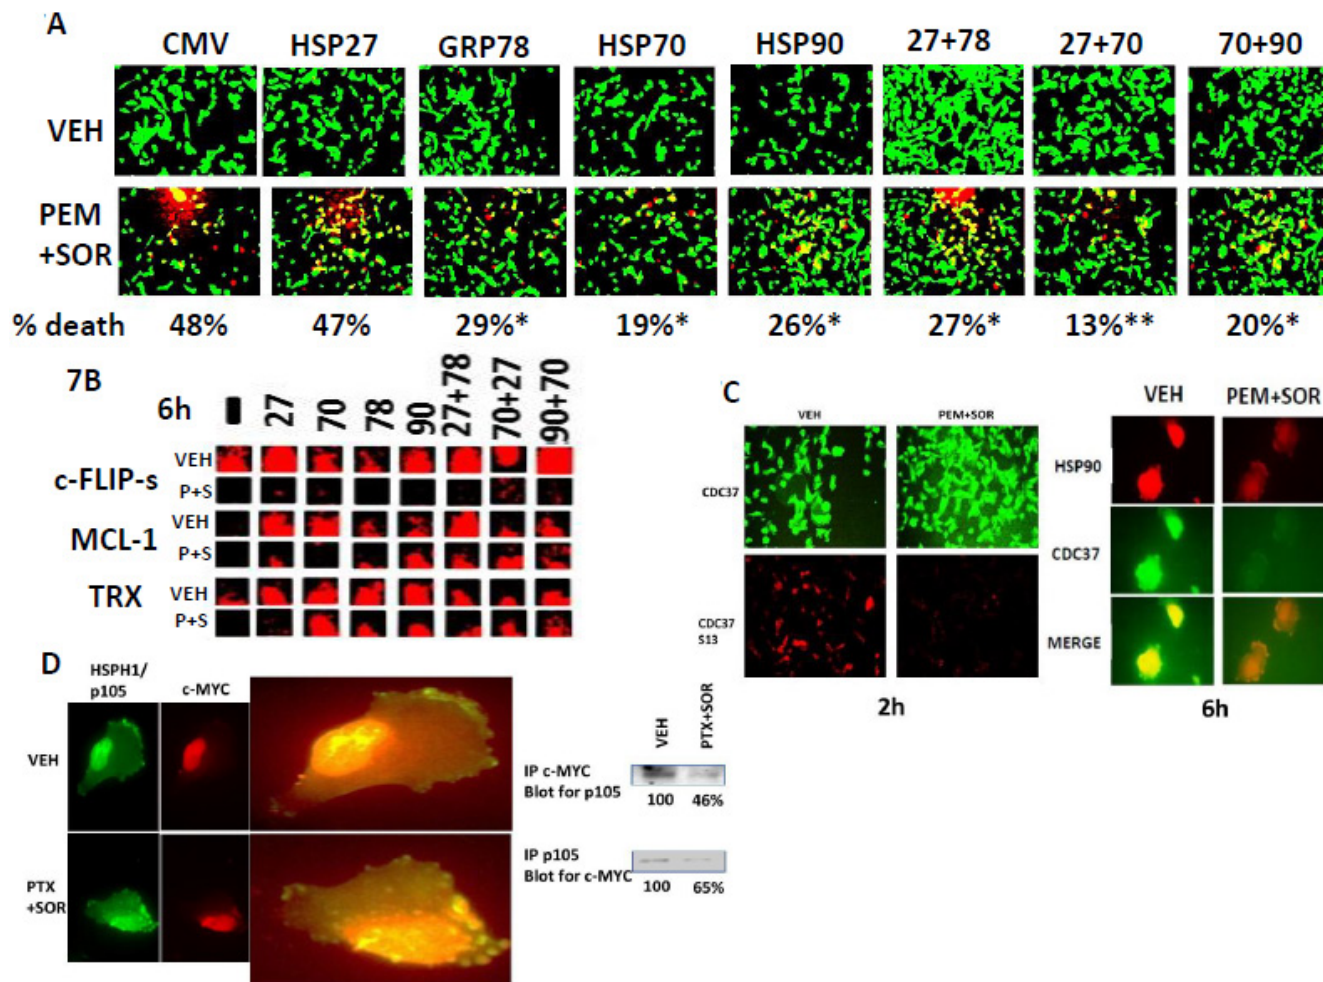 A
CMV HSP27 GRP78 HSP70 HSP90 27+78 27+70 70+90
VEH
PEM
+SOR
% death 48% 47% 29%* 19%* 26%* 27%* 13%** 20%*
7B
6h 27 70 78 90 27+78 70+27 90+70
c-FLIP-s VEH
P+S
MCL-1 VEH
P+S
TRX VEH
P+S
C
VEH PEM+SOR
CDC37
CDC37
S13
2h
VEH PEM+SOR
HSP90
CDC37
MERGE
6h
D
HSPH1/
p105 c-MYC
VEH
PTX
+SOR
VEH PTX+SOR
IP c-MYC
Blot for p105
100 46%
IP p105
Blot for c-MYC
100 65%